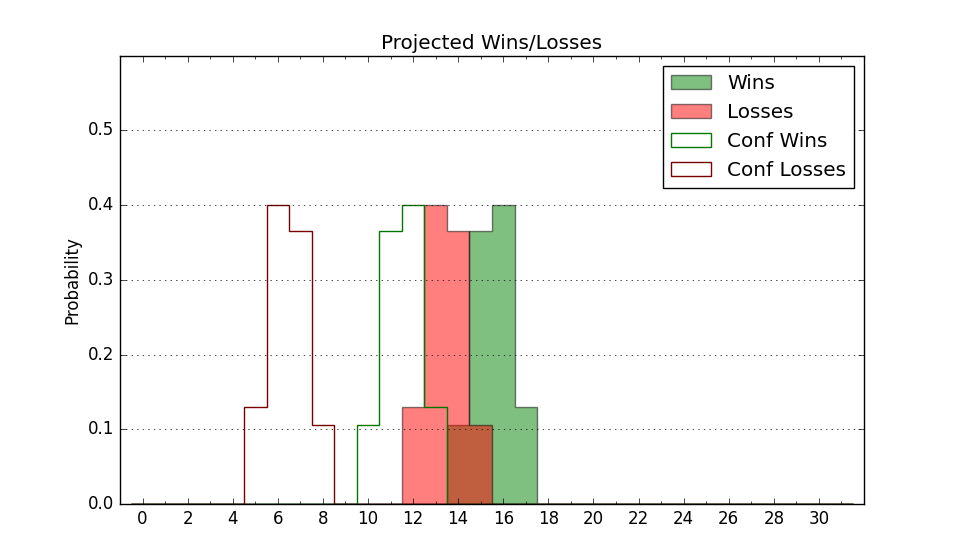 Projected Wins/Losses
Wins
Losses
Conf Wins
Conf Losses
Probability
0.5
0.4
0.3
0.2
0.1
0.0
0 2 4 6 8 10 12 14 16 18 20 22 24 26 28 30